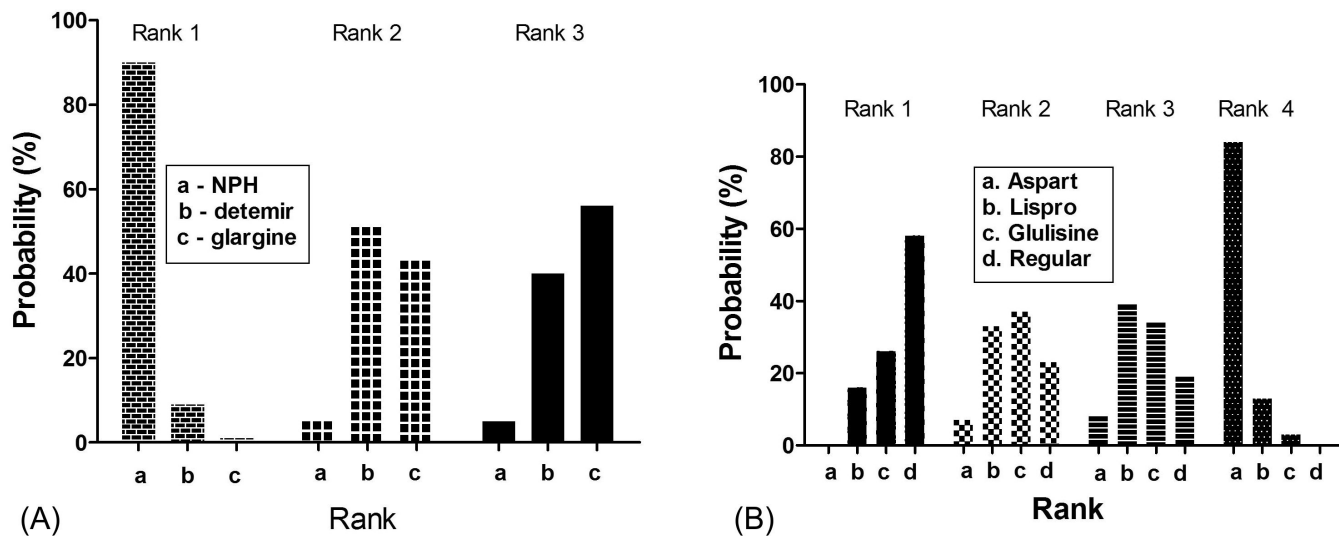 100
80
60
40
20
0
Probability (%)
Rank 1
Rank 2
Rank 3
a - NPH
b - detemir
c - glargine
a b c a b c a b c
(A)
Rank
100
80
60
40
20
0
Probability (%)
Rank 1
Rank 2
Rank 3
Rank 4
a. Aspart
b. Lispro
c. Glulisine
d. Regular
a b c d a b c d a b c d a b c d
(B)
Rank